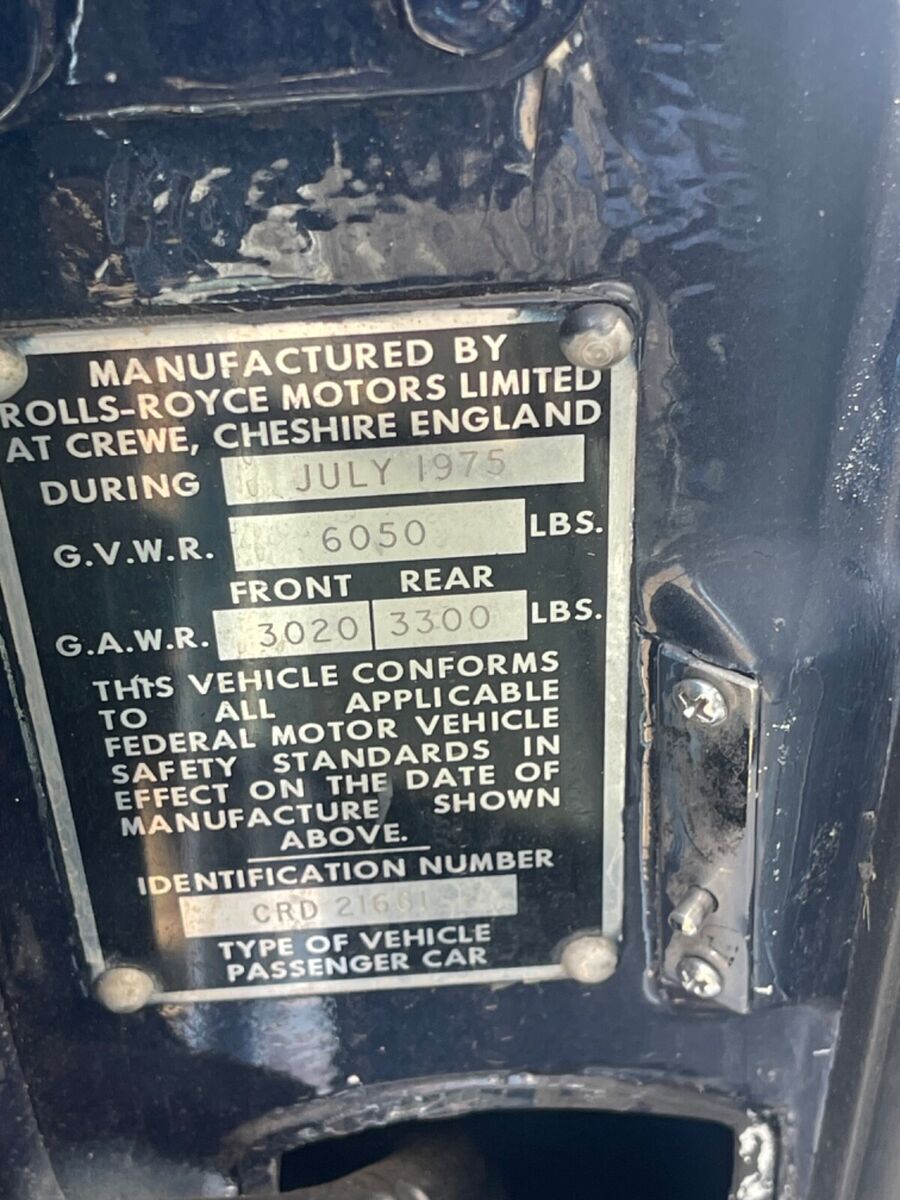 MANUFACTURED BY
ROLLS-ROYCE MOTORS LIMITED
AT CREWE, CHESHIRE ENGLAND
DURING JULY 1975
G.V.W.R. 6050 LBS.
FRONT REAR
G.A.W.R. 3020 3300 LBS.
THIS VEHICLE CONFORMS
TO ALL APPLICABLE
FEDERAL MOTOR VEHICLE
SAFETY STANDARDS IN
EFFECT ON THE DATE OF
MANUFACTURE SHOWN
ABOVE.
IDENTIFICATION NUMBER
CRD 21661
TYPE OF VEHICLE
PASSENGER CAR